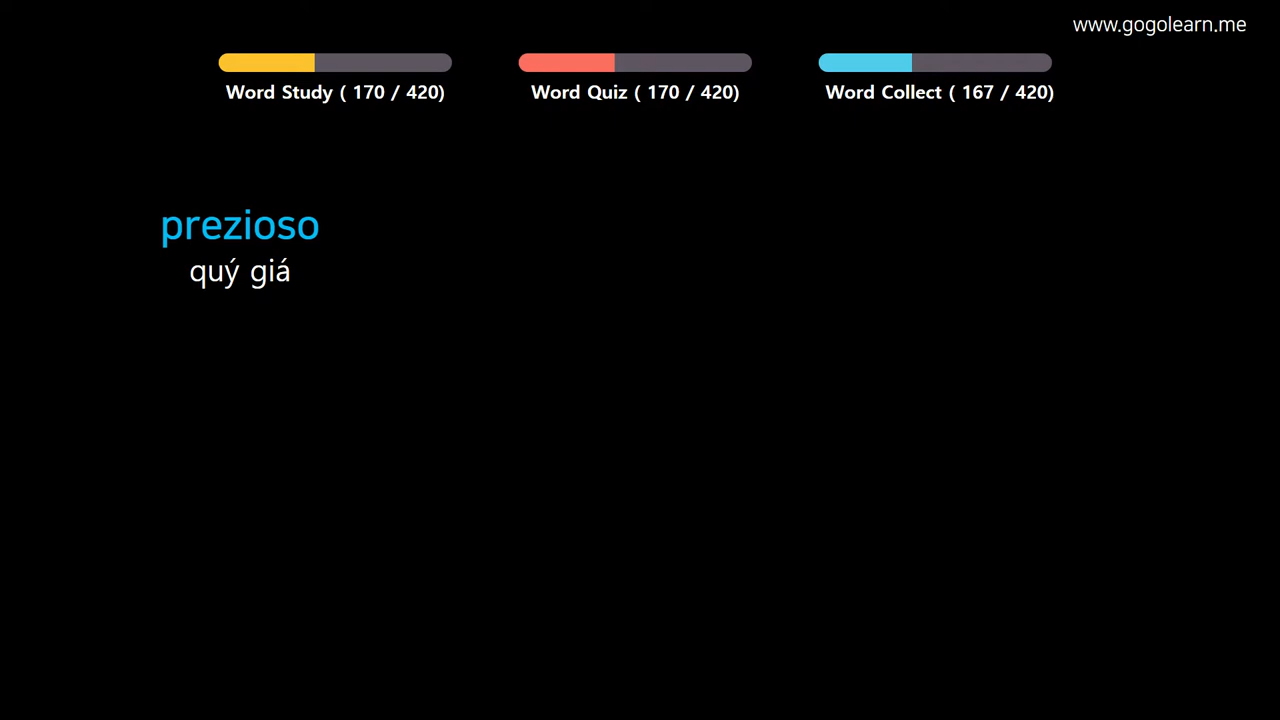 www.gogolearn.me
Word Study ( 170 / 420)
Word Quiz ( 170 / 420)
Word Collect ( 167 / 420)
prezioso
quý giá